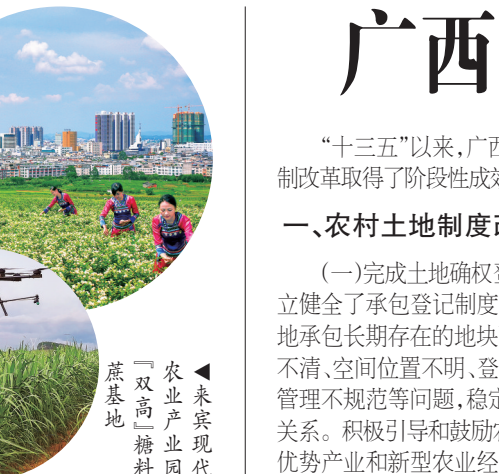 广西
“十三五”以来，广西
制改革取得了阶段性成效
一、农村土地制度改
（一）完成土地确权登
立健全了承包登记制度
地承包长期存在的地块
不清、空间位置不明、登
管理不规范等问题，稳定
关系。积极引导和鼓励农
优势产业和新型农业经
◀来宾现代
农业产业园
『双高』糖料
蔗基地